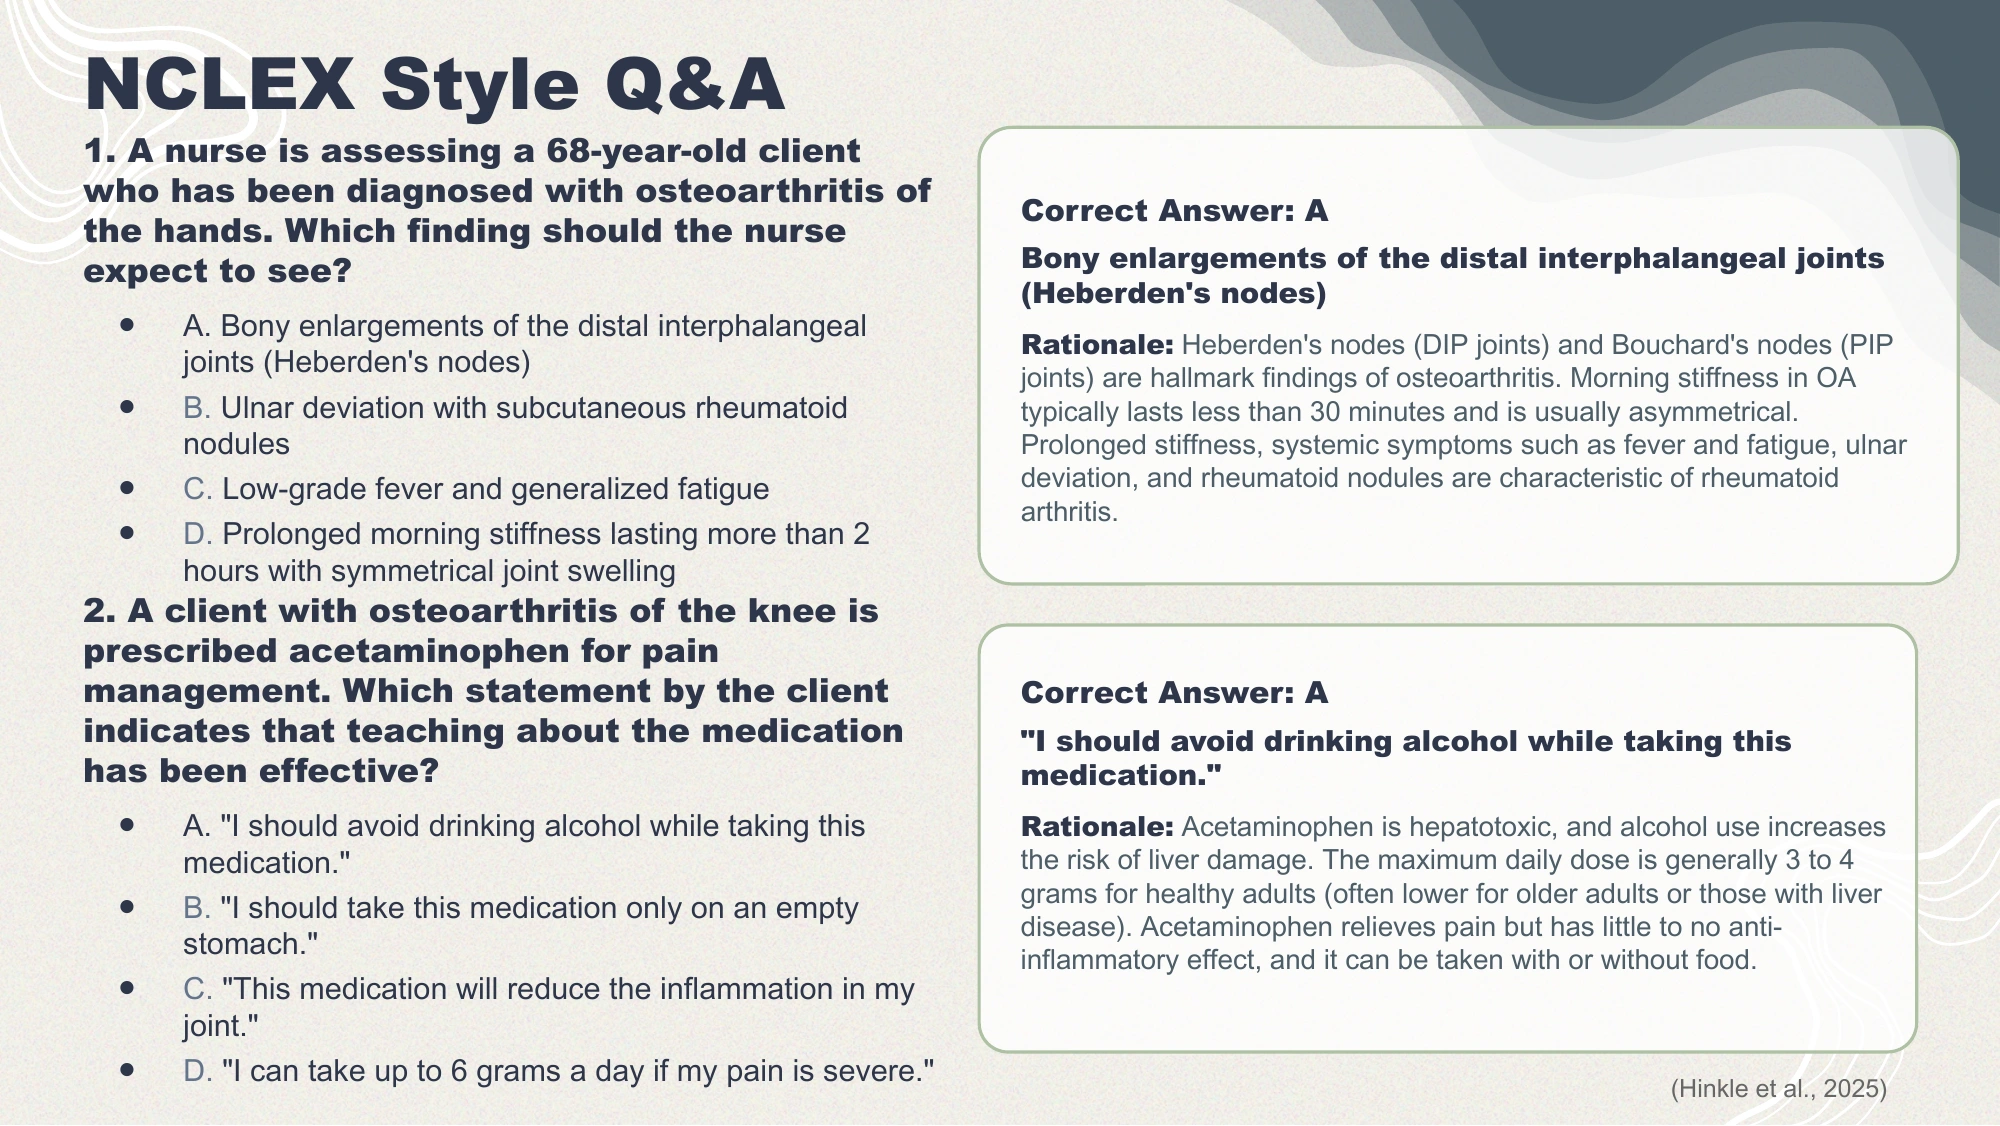 NCLEX Style Q&A
1. A nurse is assessing a 68-year-old client
who has been diagnosed with osteoarthritis of
the hands. Which finding should the nurse
expect to see?
● A. Bony enlargements of the distal interphalangeal
joints (Heberden's nodes)
● B. Ulnar deviation with subcutaneous rheumatoid
nodules
● C. Low-grade fever and generalized fatigue
● D. Prolonged morning stiffness lasting more than 2
hours with symmetrical joint swelling
2. A client with osteoarthritis of the knee is
prescribed acetaminophen for pain
management. Which statement by the client
indicates that teaching about the medication
has been effective?
● A. "I should avoid drinking alcohol while taking this
medication."
● B. "I should take this medication only on an empty
stomach."
● C. "This medication will reduce the inflammation in my
joint."
● D. "I can take up to 6 grams a day if my pain is severe."
Correct Answer: A
Bony enlargements of the distal interphalangeal joints
(Heberden's nodes)
Rationale: Heberden's nodes (DIP joints) and Bouchard's nodes (PIP
joints) are hallmark findings of osteoarthritis. Morning stiffness in OA
typically lasts less than 30 minutes and is usually asymmetrical.
Prolonged stiffness, systemic symptoms such as fever and fatigue, ulnar
deviation, and rheumatoid nodules are characteristic of rheumatoid
arthritis.
Correct Answer: A
"I should avoid drinking alcohol while taking this
medication."
Rationale: Acetaminophen is hepatotoxic, and alcohol use increases
the risk of liver damage. The maximum daily dose is generally 3 to 4
grams for healthy adults (often lower for older adults or those with liver
disease). Acetaminophen relieves pain but has little to no anti-
inflammatory effect, and it can be taken with or without food.
(Hinkle et al., 2025)